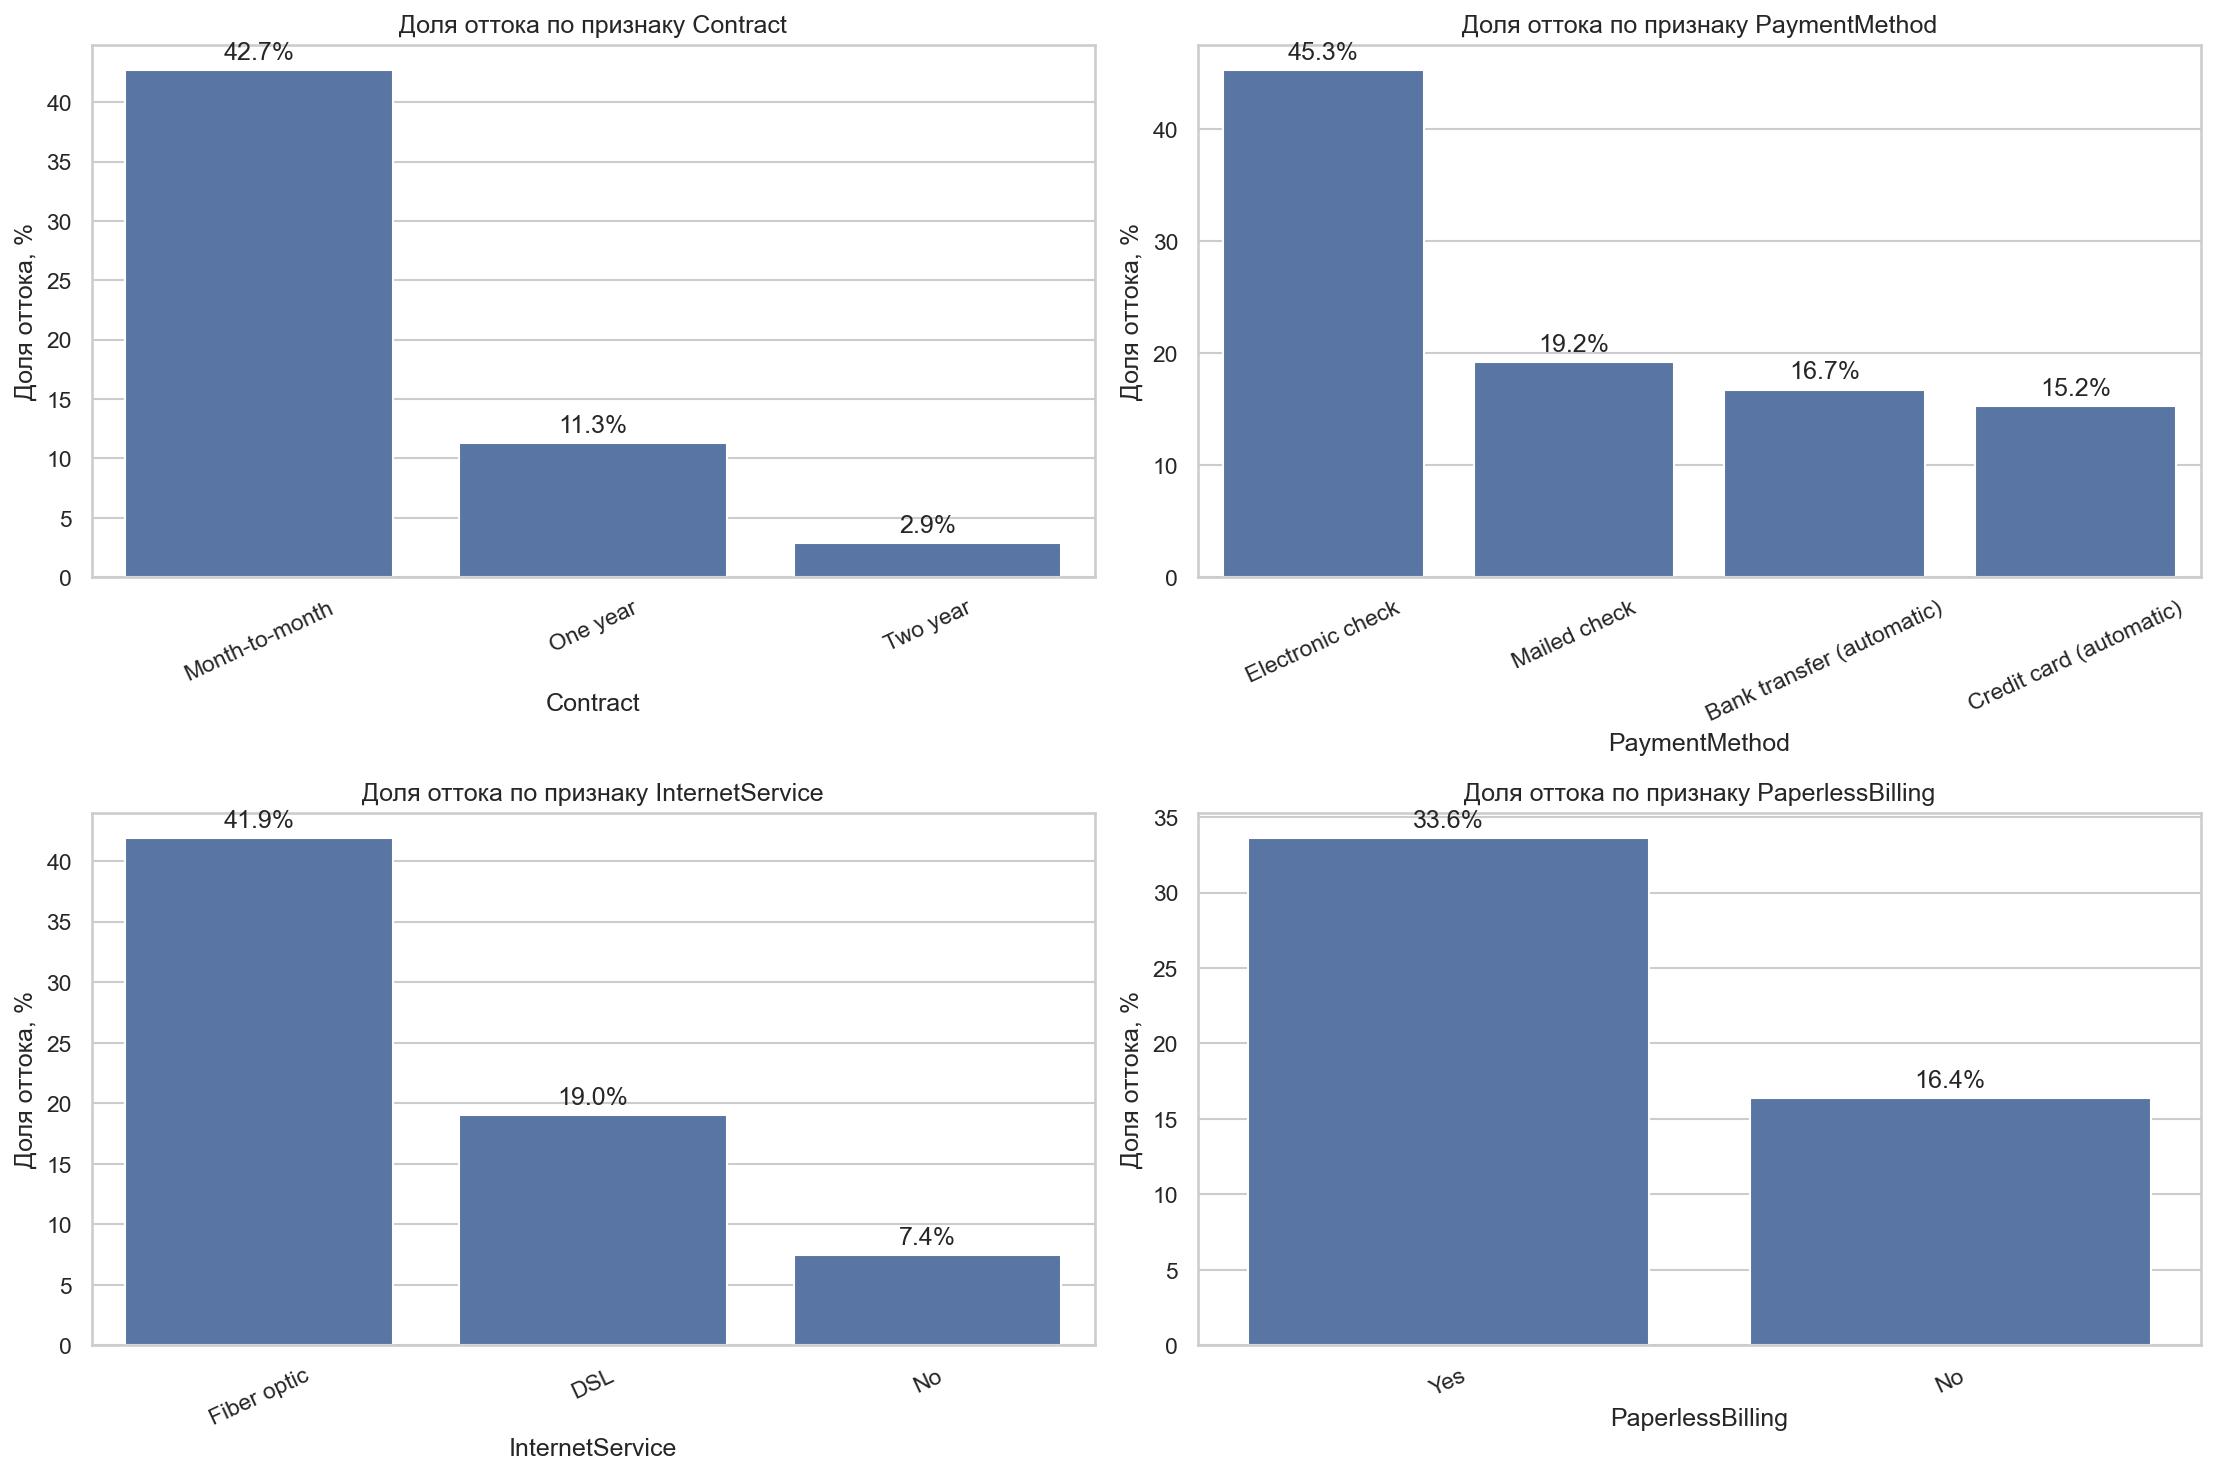 Доля оттока по признаку Contract
Доля оттока, %
40
35
30
25
20
15
10
5
0
42.7%
11.3%
2.9%
Month-to-month
One year
Two year
Contract
Доля оттока по признаку PaymentMethod
Доля оттока, %
40
30
20
10
0
45.3%
19.2%
16.7%
15.2%
Electronic check
Mailed check
Bank transfer (automatic)
Credit card (automatic)
PaymentMethod
Доля оттока по признаку InternetService
Доля оттока, %
40
35
30
25
20
15
10
5
0
41.9%
19.0%
7.4%
Fiber optic
DSL
No
InternetService
Доля оттока по признаку PaperlessBilling
Доля оттока, %
35
30
25
20
15
10
5
0
33.6%
16.4%
Yes
No
PaperlessBilling